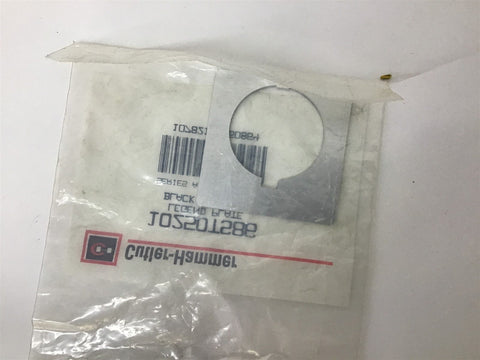 Cutler-Hammer
10250T586
LEGEND PLATE
BLACK
SERIES A